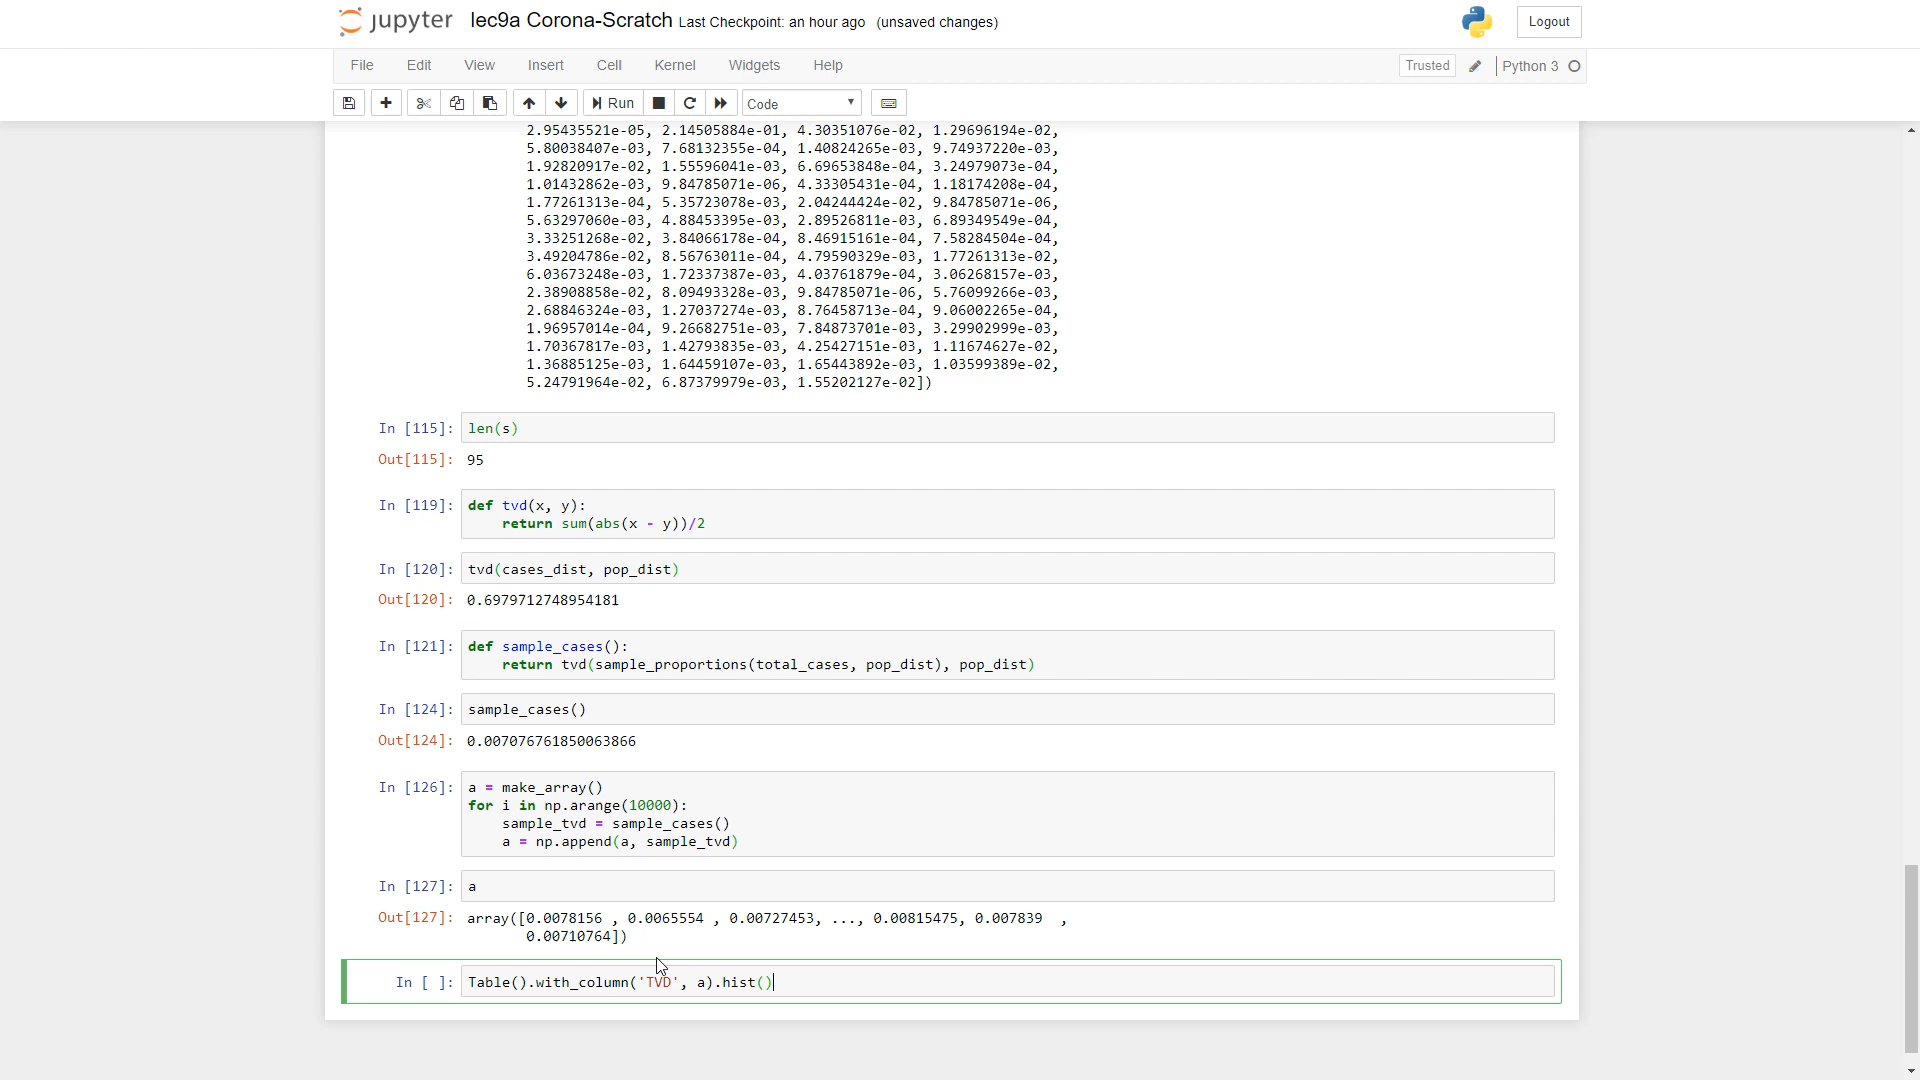 jupyter lec9a Corona-Scratch Last Checkpoint: an hour ago (unsaved changes) Logout
File Edit View Insert Cell Kernel Widgets Help Trusted Python 3
Run Code
2.95435521e-05, 2.14505884e-01, 4.30351076e-02, 1.29696194e-02,
5.80038407e-03, 7.68132355e-04, 1.40824265e-03, 9.74937220e-03,
1.92820917e-02, 1.55596041e-03, 6.69653848e-04, 3.24979073e-04,
1.01432862e-03, 9.84785071e-06, 4.33305431e-04, 1.18174208e-04,
1.77261313e-04, 5.35723078e-03, 2.04244424e-02, 9.84785071e-06,
5.63297060e-03, 4.88453395e-03, 2.89526811e-03, 6.89349549e-04,
3.33251268e-02, 3.84066178e-04, 8.46915161e-04, 7.58284504e-04,
3.49204786e-02, 8.56763011e-04, 4.79590329e-03, 1.77261313e-02,
6.03673248e-03, 1.72337387e-03, 4.03761879e-04, 3.06268157e-03,
2.38908858e-02, 8.09493328e-03, 9.84785071e-06, 5.76099266e-03,
2.68846324e-03, 1.27037274e-03, 8.76458713e-04, 9.06002265e-04,
1.96957014e-04, 9.26682751e-03, 7.84873701e-03, 3.29902999e-03,
1.70367817e-03, 1.42793835e-03, 4.25427151e-03, 1.11674627e-02,
1.36885125e-03, 1.64459107e-03, 1.65443892e-03, 1.03599389e-02,
5.24791964e-02, 6.87379979e-03, 1.55202127e-02])
In [115]: len(s)
Out[115]: 95
In [119]: def tvd(x, y):
return sum(abs(x - y))/2
In [120]: tvd(cases_dist, pop_dist)
Out[120]: 0.6979712748954181
In [121]: def sample_cases():
return tvd(sample_proportions(total_cases, pop_dist), pop_dist)
In [124]: sample_cases()
Out[124]: 0.007076761850063866
In [126]: a = make_array()
for i in np.arange(10000):
sample_tvd = sample_cases()
a = np.append(a, sample_tvd)
In [127]: a
Out[127]: array([0.0078156 , 0.0065554 , 0.00727453, ..., 0.00815475, 0.007839 ,
0.00710764])
In [ ]: Table().with_column('TVD', a).hist()